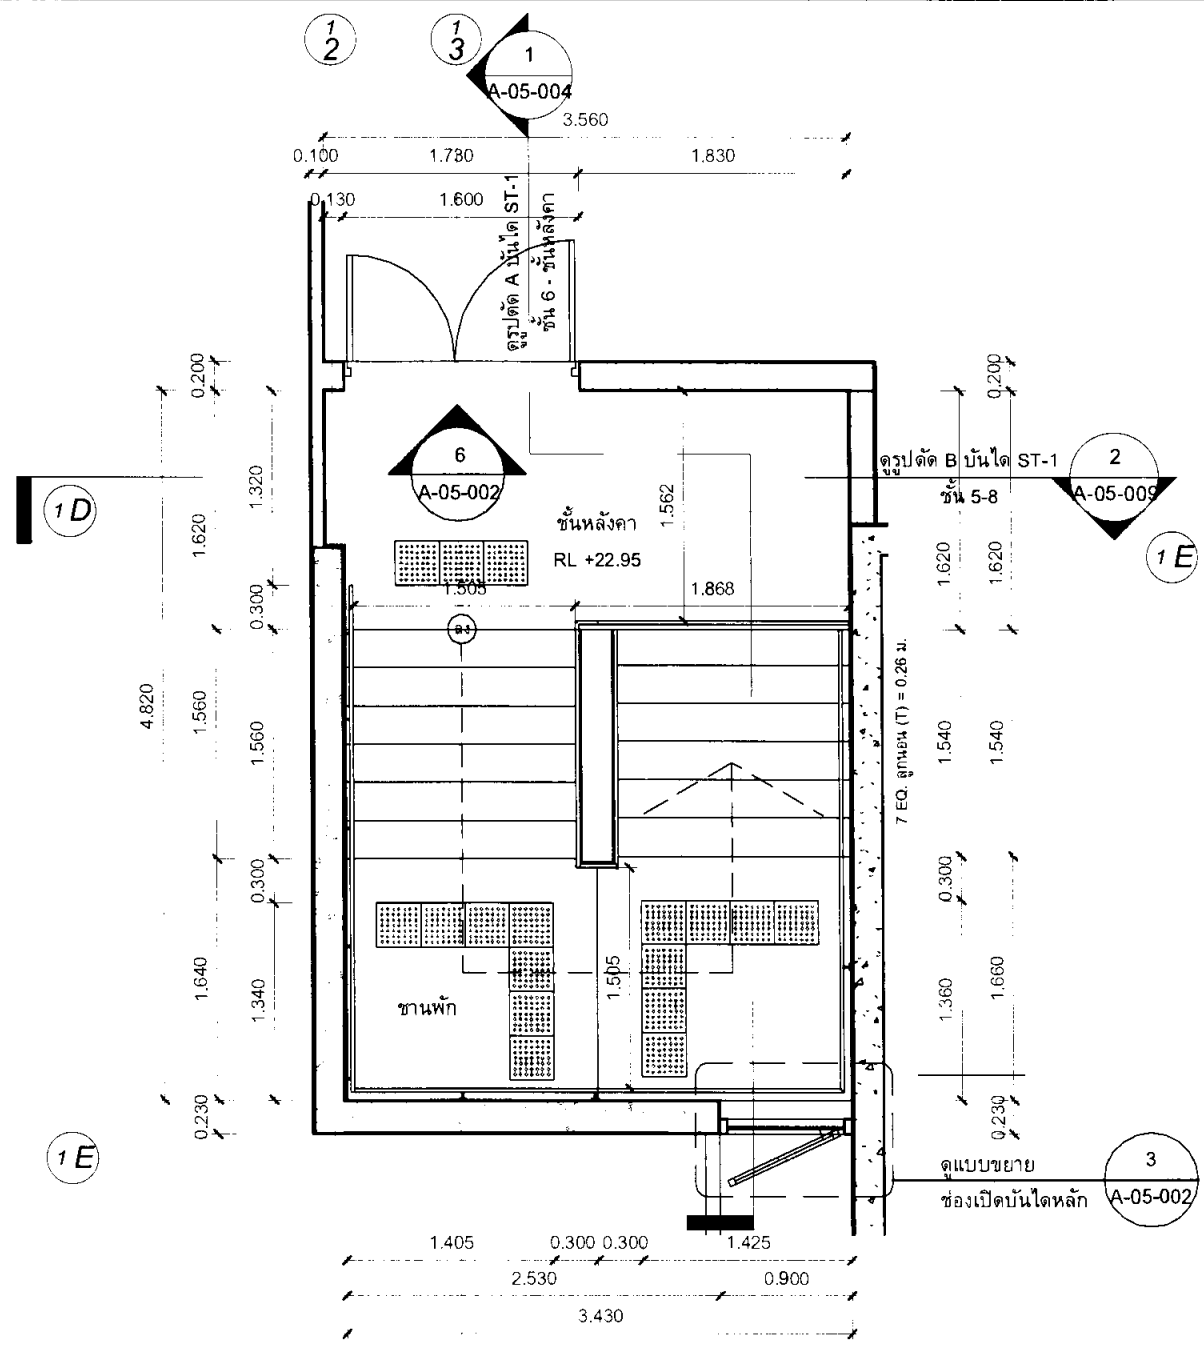 1
2
1
3
1
A-05-004
3.560
0.100
1.730
1.830
0.130
1.600
ดูรูปตัด A บันได ST-1
ชั้น 6 - ชั้นหลังคา
0.200
0.200
6
A-05-002
ดูรูปตัด B บันได ST-1
ชั้น 5-8
2
A-05-009
1 D
1 E
1.320
1.620
1.562
ชั้นหลังคา
RL +22.95
1.620
1.620
0.300
1.505
1.868
ลง
4.820
1.560
1.560
7 EQ. ลูกนอน (T) = 0.26 ม.
1.540
1.540
0.300
0.300
1.640
1.340
1.505
1.360
1.660
ชานพัก
0.230
0.230
1 E
ดูแบบขยาย
ช่องเปิดบันไดหลัก
3
A-05-002
1.405
0.300
0.300
1.425
2.530
0.900
3.430